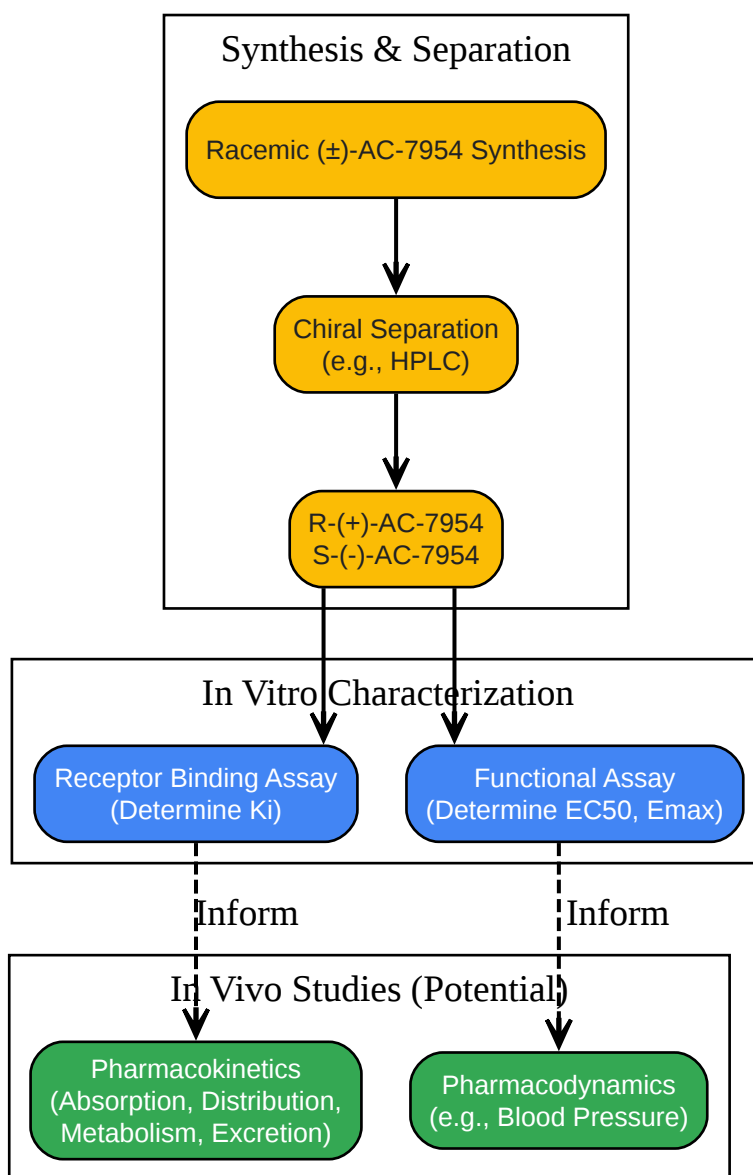 Synthesis & Separation
Racemic (±)-AC-7954 Synthesis
Chiral Separation
(e.g., HPLC)
R-(+)-AC-7954
S-(-)-AC-7954
In Vitro Characterization
Receptor Binding Assay
(Determine Ki)
Functional Assay
(Determine EC50, Emax)
Inform
Inform
In Vivo Studies (Potential)
Pharmacokinetics
(Absorption, Distribution,
Metabolism, Excretion)
Pharmacodynamics
(e.g., Blood Pressure)